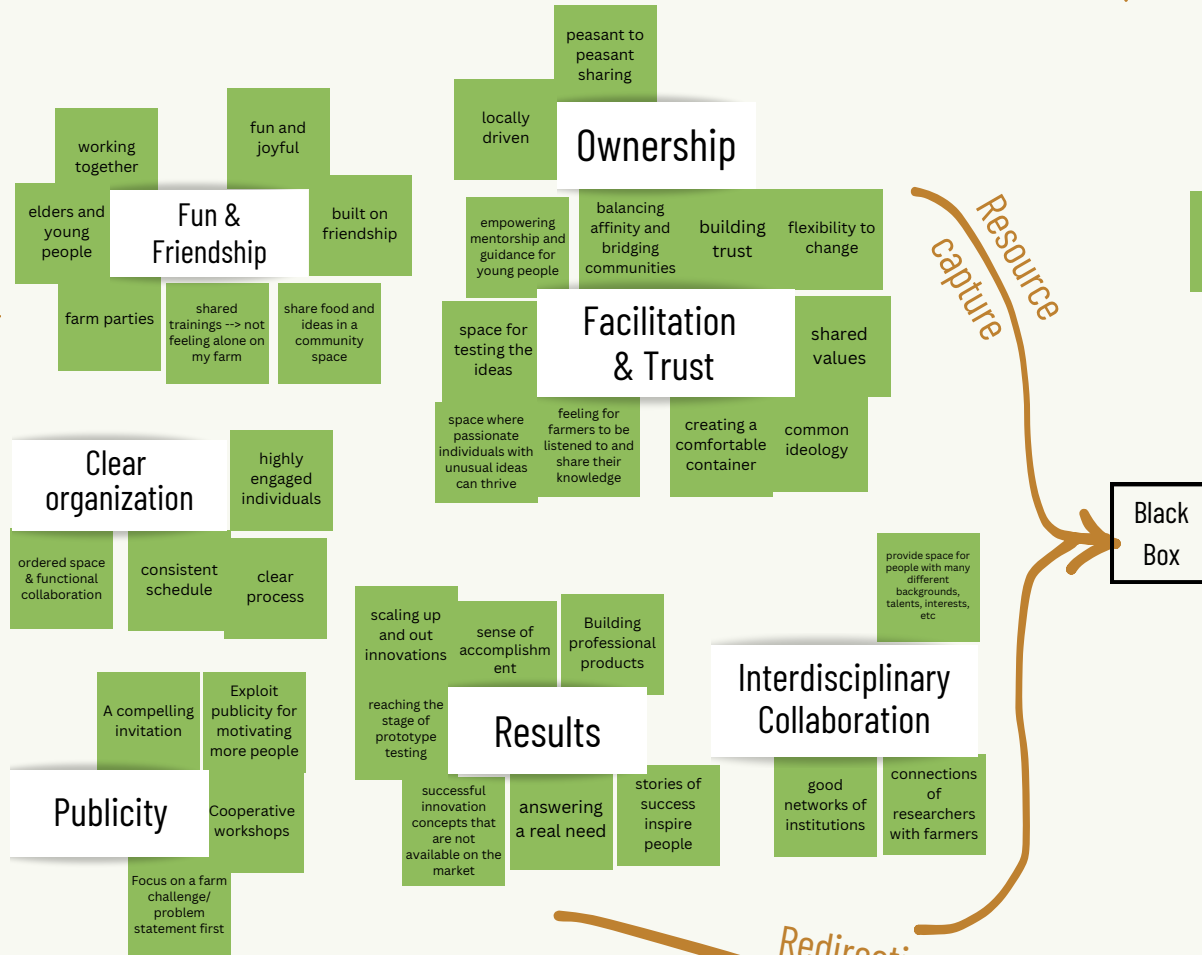 peasant to
peasant
sharing
locally
driven
Ownership
working
together
fun and
joyful
elders and
young
people
Fun &
Friendship
built on
friendship
farm parties
shared
trainings --> not
feeling alone on
my farm
share food and
ideas in a
community
space
empowering
mentorship and
guidance for
young people
balancing
affinity and
bridging
communities
building
trust
flexibility to
change
space for
testing the
ideas
Facilitation
& Trust
shared
values
space where
passionate
individuals with
unusual ideas
can thrive
feeling for
farmers to be
listened to and
share their
knowledge
creating a
comfortable
container
common
ideology
Resource
capture
Black
Box
Clear
organization
highly
engaged
individuals
ordered space
& functional
collaboration
consistent
schedule
clear
process
scaling up
and out
innovations
sense of
accomplishm
ent
Building
professional
products
reaching the
stage of
prototype
testing
Results
successful
innovation
concepts that
are not
available on the
market
answering
a real need
stories of
success
inspire
people
provide space for
people with many
different
backgrounds,
talents, interests,
etc
Interdisciplinary
Collaboration
good
networks of
institutions
connections
of
researchers
with farmers
A compelling
invitation
Exploit
publicity for
motivating
more people
Publicity
Cooperative
workshops
Focus on a farm
challenge/
problem
statement first
Redirecti